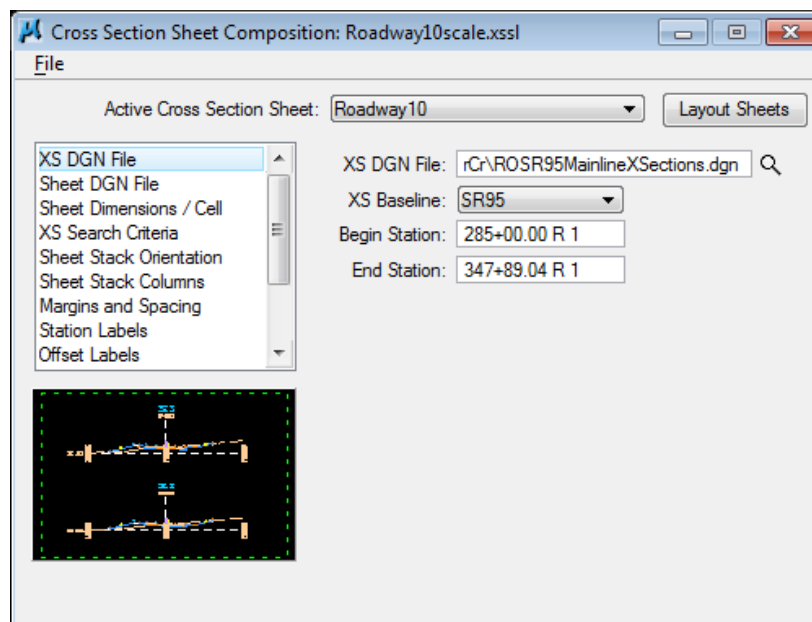 Cross Section Sheet Composition: Roadway10scale.xssl
File
Active Cross Section Sheet: Roadway10 Layout Sheets
XS DGN File
Sheet DGN File
Sheet Dimensions / Cell
XS Search Criteria
Sheet Stack Orientation
Sheet Stack Columns
Margins and Spacing
Station Labels
Offset Labels
XS DGN File: rCr\ROSR95MainlineXSections.dgn
XS Baseline: SR95
Begin Station: 285+00.00 R 1
End Station: 347+89.04 R 1